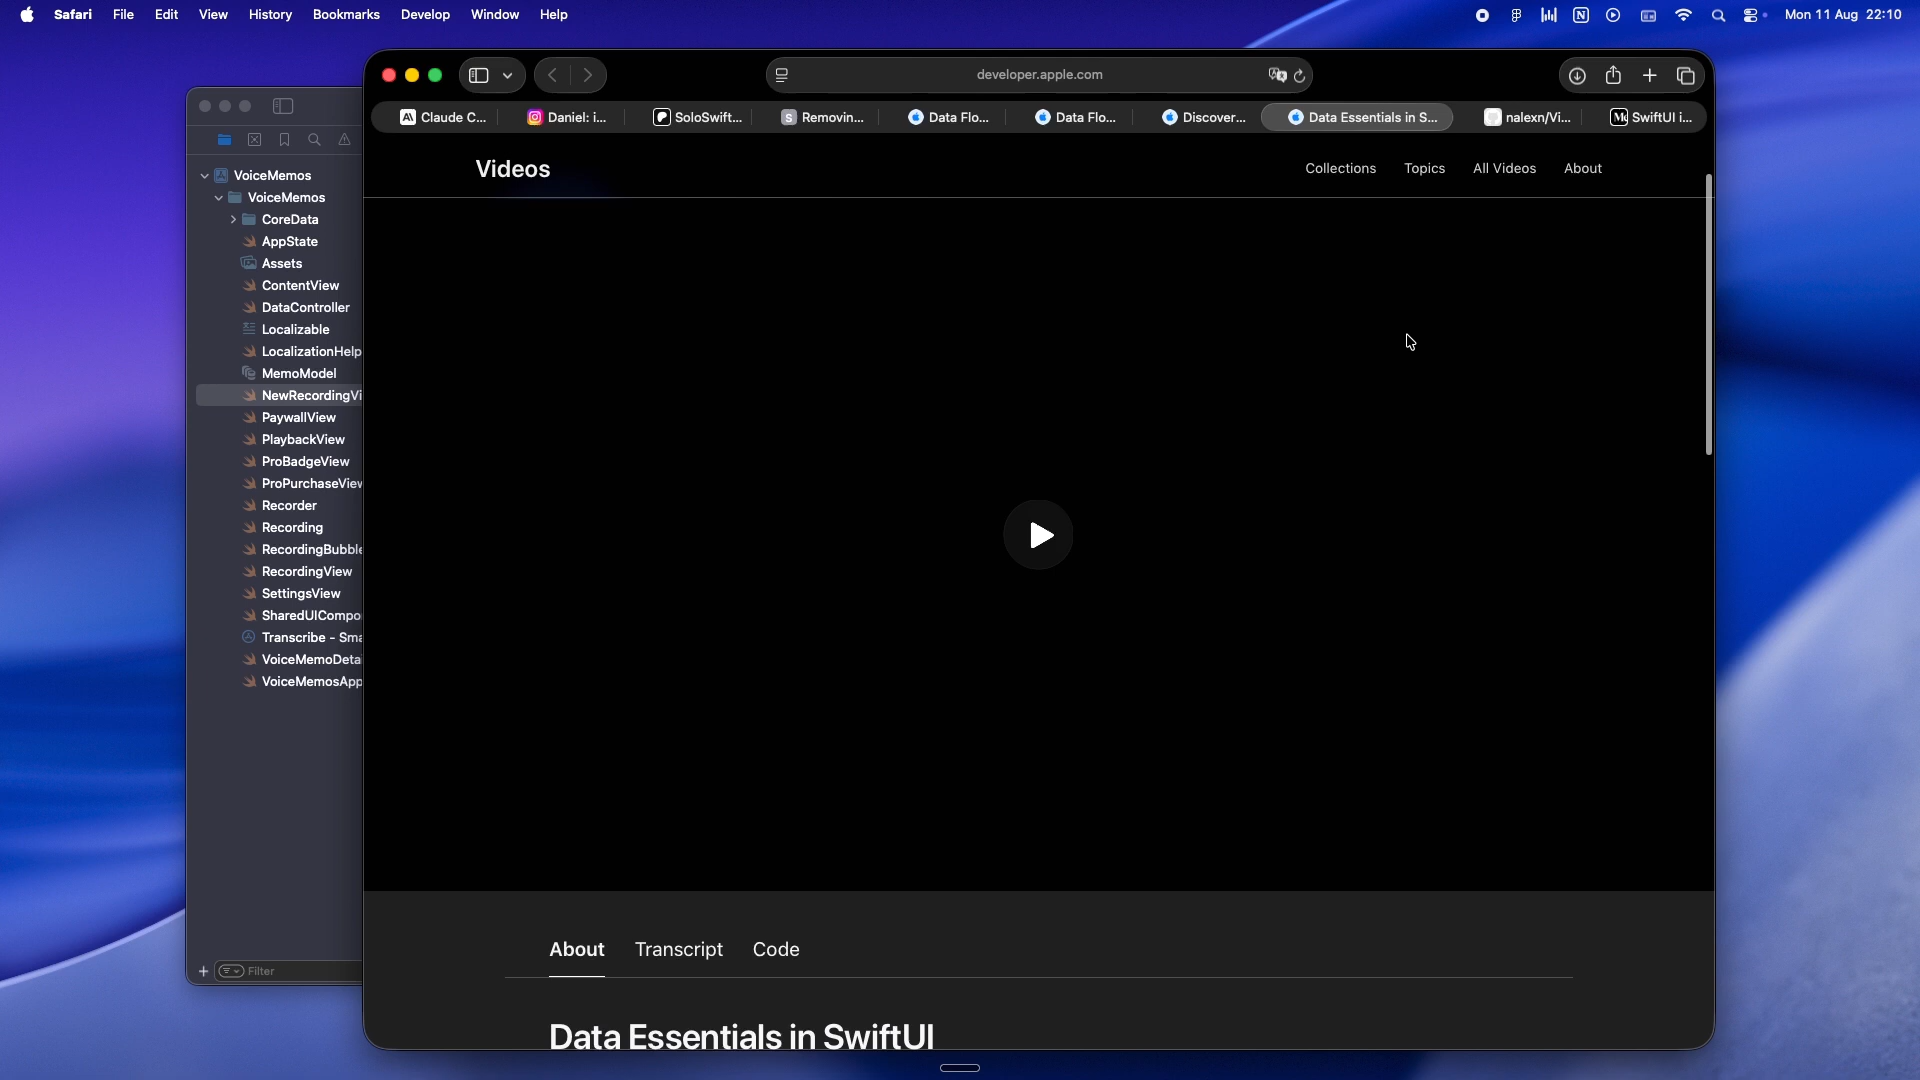 Safari File Edit View History Bookmarks Develop Window Help
Mon 11 Aug 22:10
developer.apple.com
Claude C...
Daniel: i...
SoloSwift...
Removin...
Data Flo...
Data Flo...
Discover...
Data Essentials in S...
nalexn/Vi...
SwiftUI i...
Videos
Collections
Topics
All Videos
About
VoiceMemos
VoiceMemos
CoreData
AppState
Assets
ContentView
DataController
Localizable
LocalizationHelp
MemoModel
NewRecordingVi
PaywallView
PlaybackView
ProBadgeView
ProPurchaseView
Recorder
Recording
RecordingBubble
RecordingView
SettingsView
SharedUICompo
Transcribe - Sma
VoiceMemoDeta
VoiceMemosApp
Filter
About
Transcript
Code
Data Essentials in SwiftUI